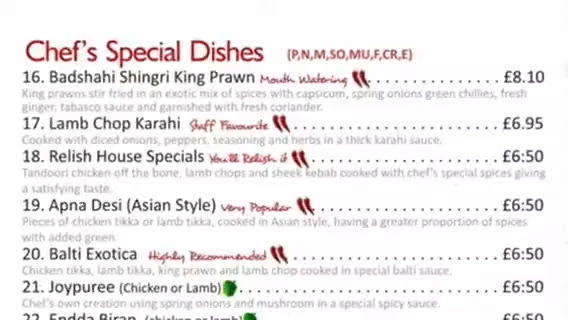 Chef's Special Dishes (P,N,M,SO,MU,F,CR,E)
16. Badshahi Shingri King Prawn Mouth Watering ............... £8.10
King prawns stir fried in an exotic mix of spices with capsicum, spring onions green chillies, fresh
ginger, tabasco sauce and garnished with fresh coriander.
17. Lamb Chop Karahi Staff Favourite ............... £6.95
Cooked with diced onions, peppers, seasoning and herbs in a thick karahi sauce.
18. Relish House Specials You'll Relish it ............... £6:50
Tandoori chicken off the bone, lamb chops and sheek kebab cooked with chef's special spices giving
a satisfying taste.
19. Apna Desi (Asian Style) Very Popular ............... £6:50
Pieces of chicken tikka or lamb tikka, cooked in Asian style, having a greater proportion of spices
with added green.
20. Balti Exotica Highly Recommended ............... £6:50
Chicken tikka, lamb tikka, king prawn and lamb chop cooked in special balti sauce.
21. Joypuree (Chicken or Lamb) ............... £6:50
Chef's own creation using spring onions and mushroom in a special spicy sauce.
22. Endda Biran (chicken or lamb) ............... £6:50